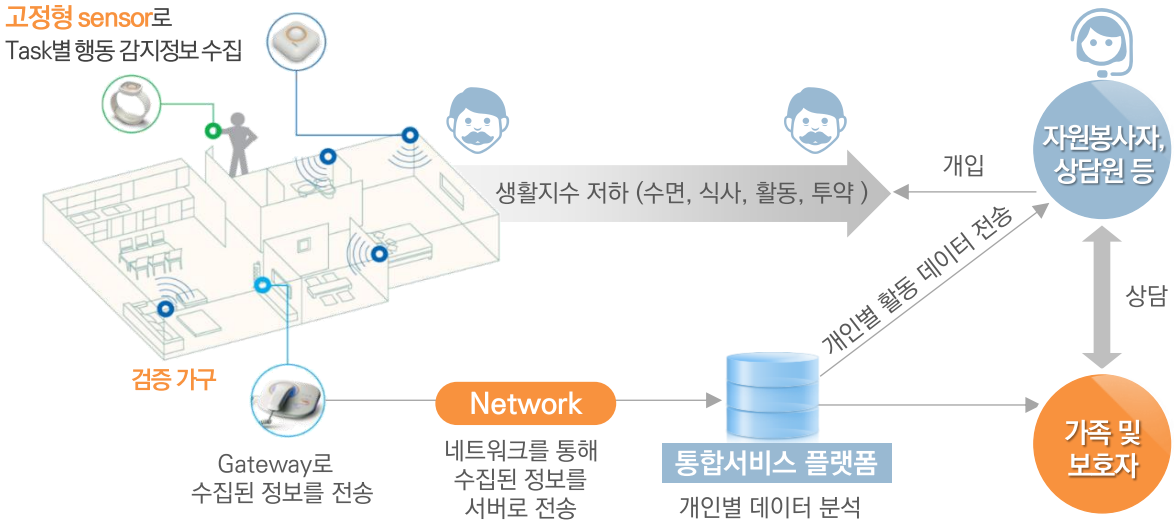 고정형 sensor로
Task별 행동 감지정보 수집
생활지수 저하 (수면, 식사, 활동, 투약 )
개입
자원봉사자,
상담원 등
개인별 활동 데이터 전송
상담
검증 가구
Gateway로
수집된 정보를 전송
Network
네트워크를 통해
수집된 정보를
서버로 전송
통합서비스 플랫폼
개인별 데이터 분석
가족 및
보호자